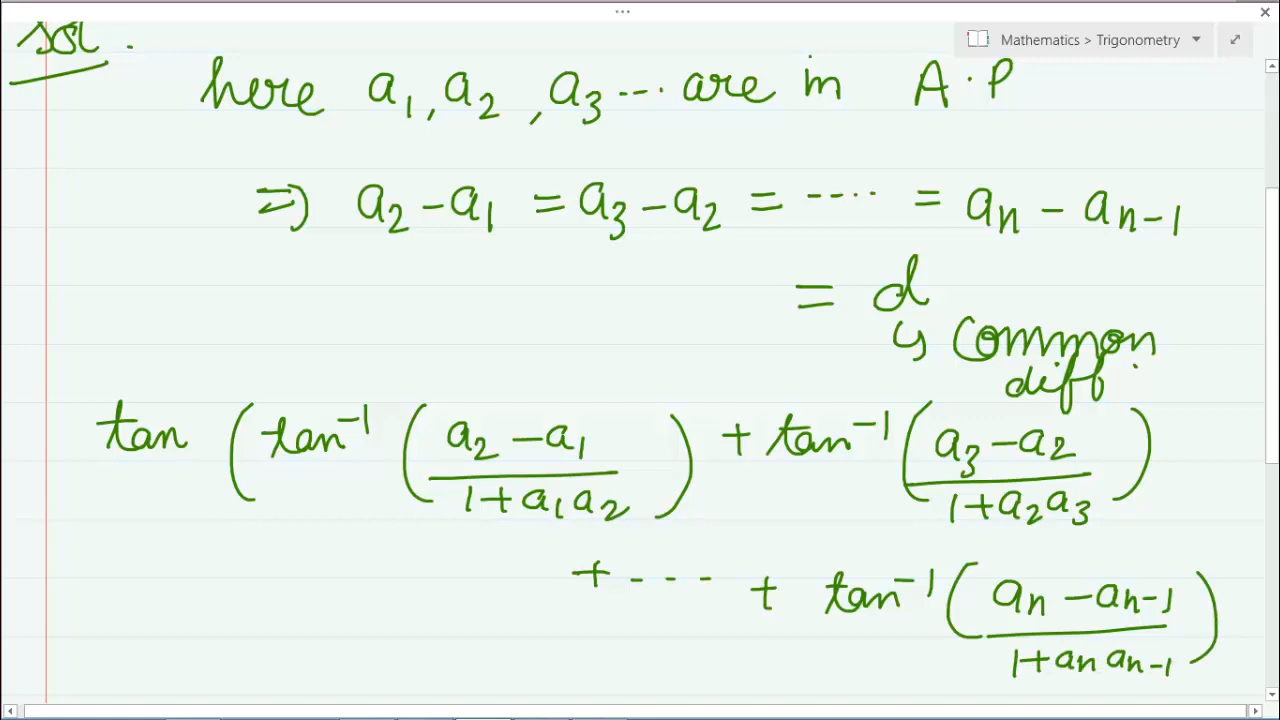 sol .
Mathematics > Trigonometry
here a₁, a₂, a₃ ... are in A.P
⇒ a₂ - a₁ = a₃ - a₂ = ..... = aₙ - aₙ₋₁
= d
↳ Common
diff.
tan ( tan⁻¹ ( (a₂ - a₁) / (1 + a₁a₂) ) + tan⁻¹ ( (a₃ - a₂) / (1 + a₂a₃) )
+ .... + tan⁻¹ ( (aₙ - aₙ₋₁) / (1 + aₙ aₙ₋₁) )